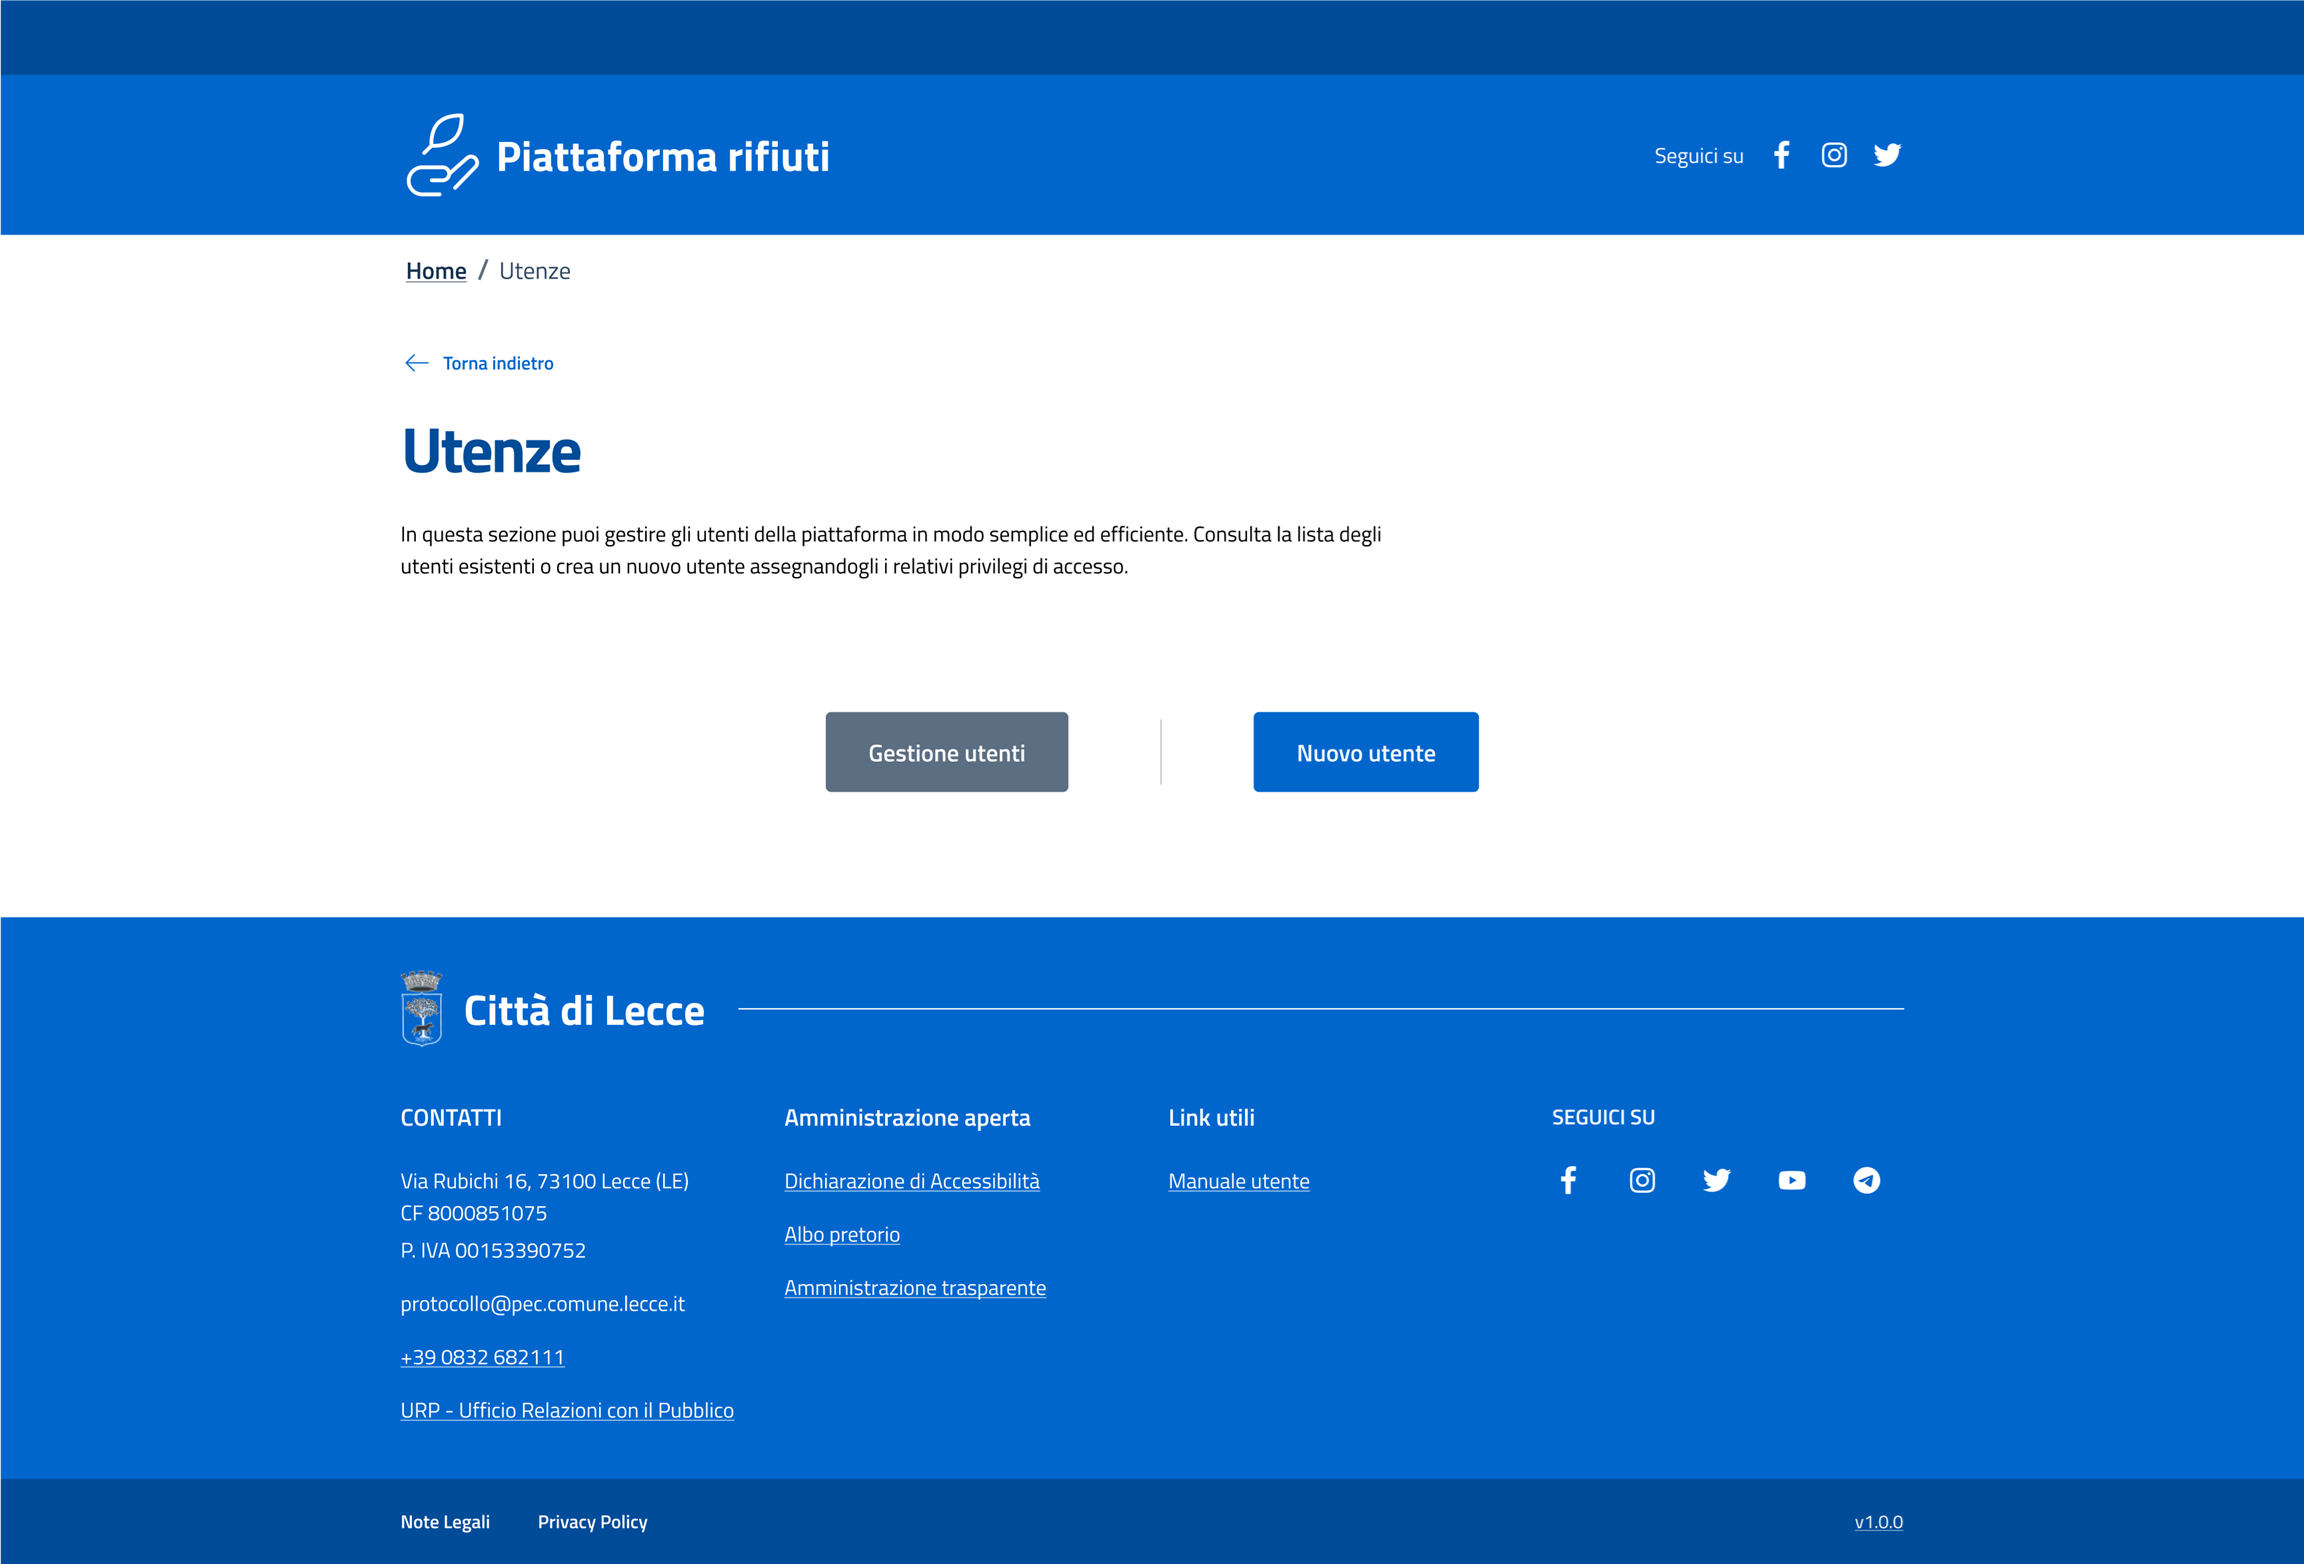 Piattaforma rifiuti
Seguici su
Home / Utenze
Torna indietro
Utenze
In questa sezione puoi gestire gli utenti della piattaforma in modo semplice ed efficiente. Consulta la lista degli
utenti esistenti o crea un nuovo utente assegnandogli i relativi privilegi di accesso.
Gestione utenti
Nuovo utente
Città di Lecce
CONTATTI
Via Rubichi 16, 73100 Lecce (LE)
CF 8000851075
P. IVA 00153390752
protocollo@pec.comune.lecce.it
+39 0832 682111
URP - Ufficio Relazioni con il Pubblico
Amministrazione aperta
Dichiarazione di Accessibilità
Albo pretorio
Amministrazione trasparente
Link utili
Manuale utente
SEGUICI SU
Note Legali
Privacy Policy
v1.0.0